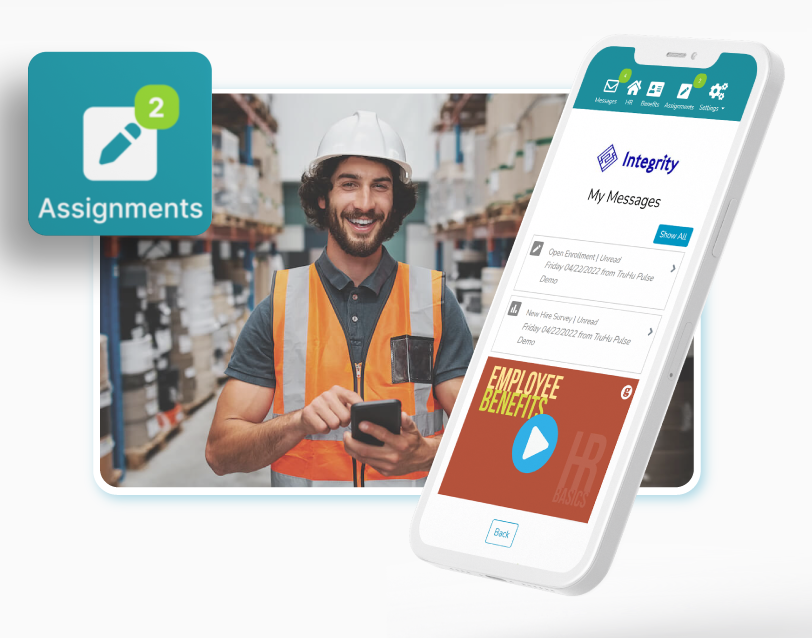 2
Assignments
4
2
Messages
HR
Benefits
Assignments
Settings
Integrity
My Messages
Show All
Open Enrollment | Unread
Friday 04/22/2022 from TruHu Pulse
Demo
New Hire Survey | Unread
Friday 04/22/2022 from TruHu Pulse
Demo
EMPLOYEE
BENEFITS
g
HR
BASICS
Back